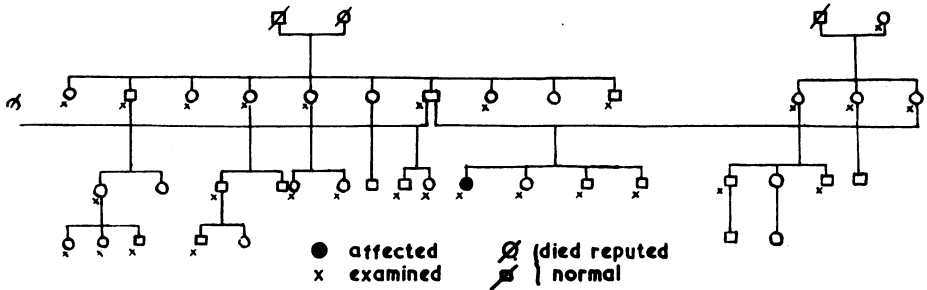 affected
died reputed
x examined
normal